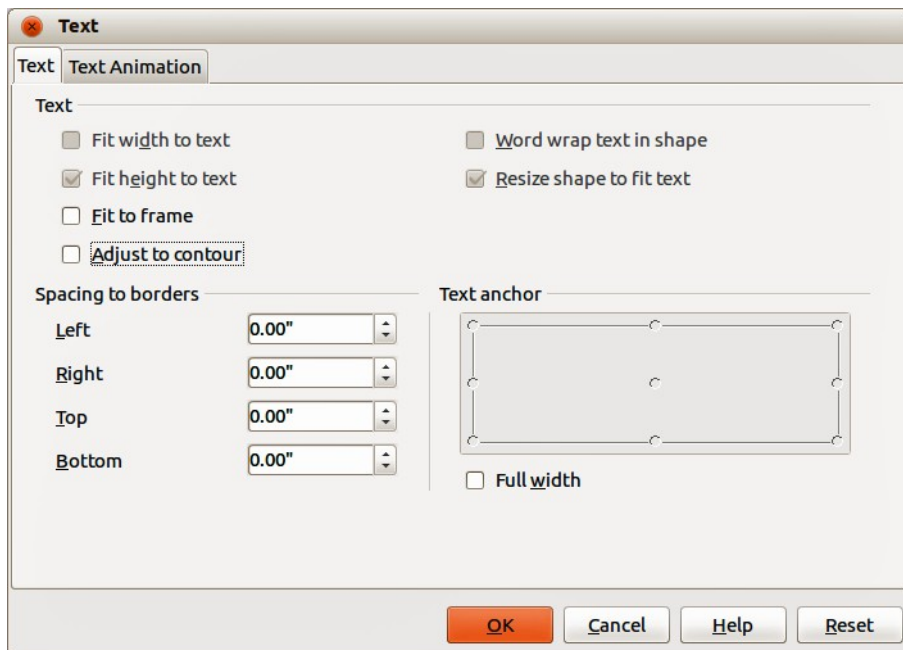 Text
Text Text Animation
Text
Fit width to text Word wrap text in shape
Fit height to text Resize shape to fit text
Fit to frame
Adjust to contour
Spacing to borders Text anchor
Left 0.00"
Right 0.00"
Top 0.00"
Bottom 0.00"
Full width
OK Cancel Help Reset